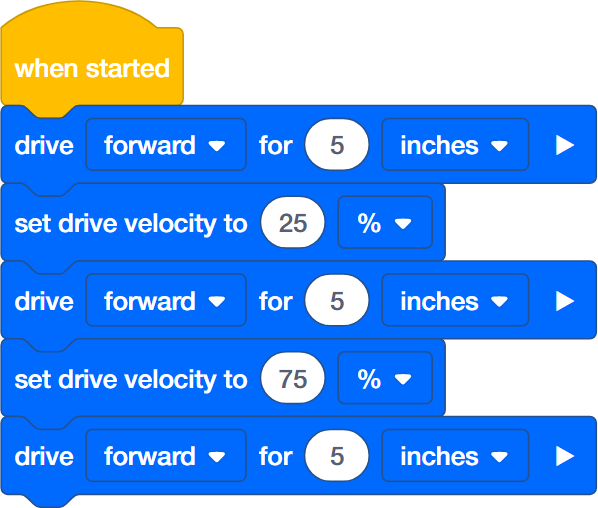 when started
drive forward for 5 inches
set drive velocity to 25 %
drive forward for 5 inches
set drive velocity to 75 %
drive forward for 5 inches